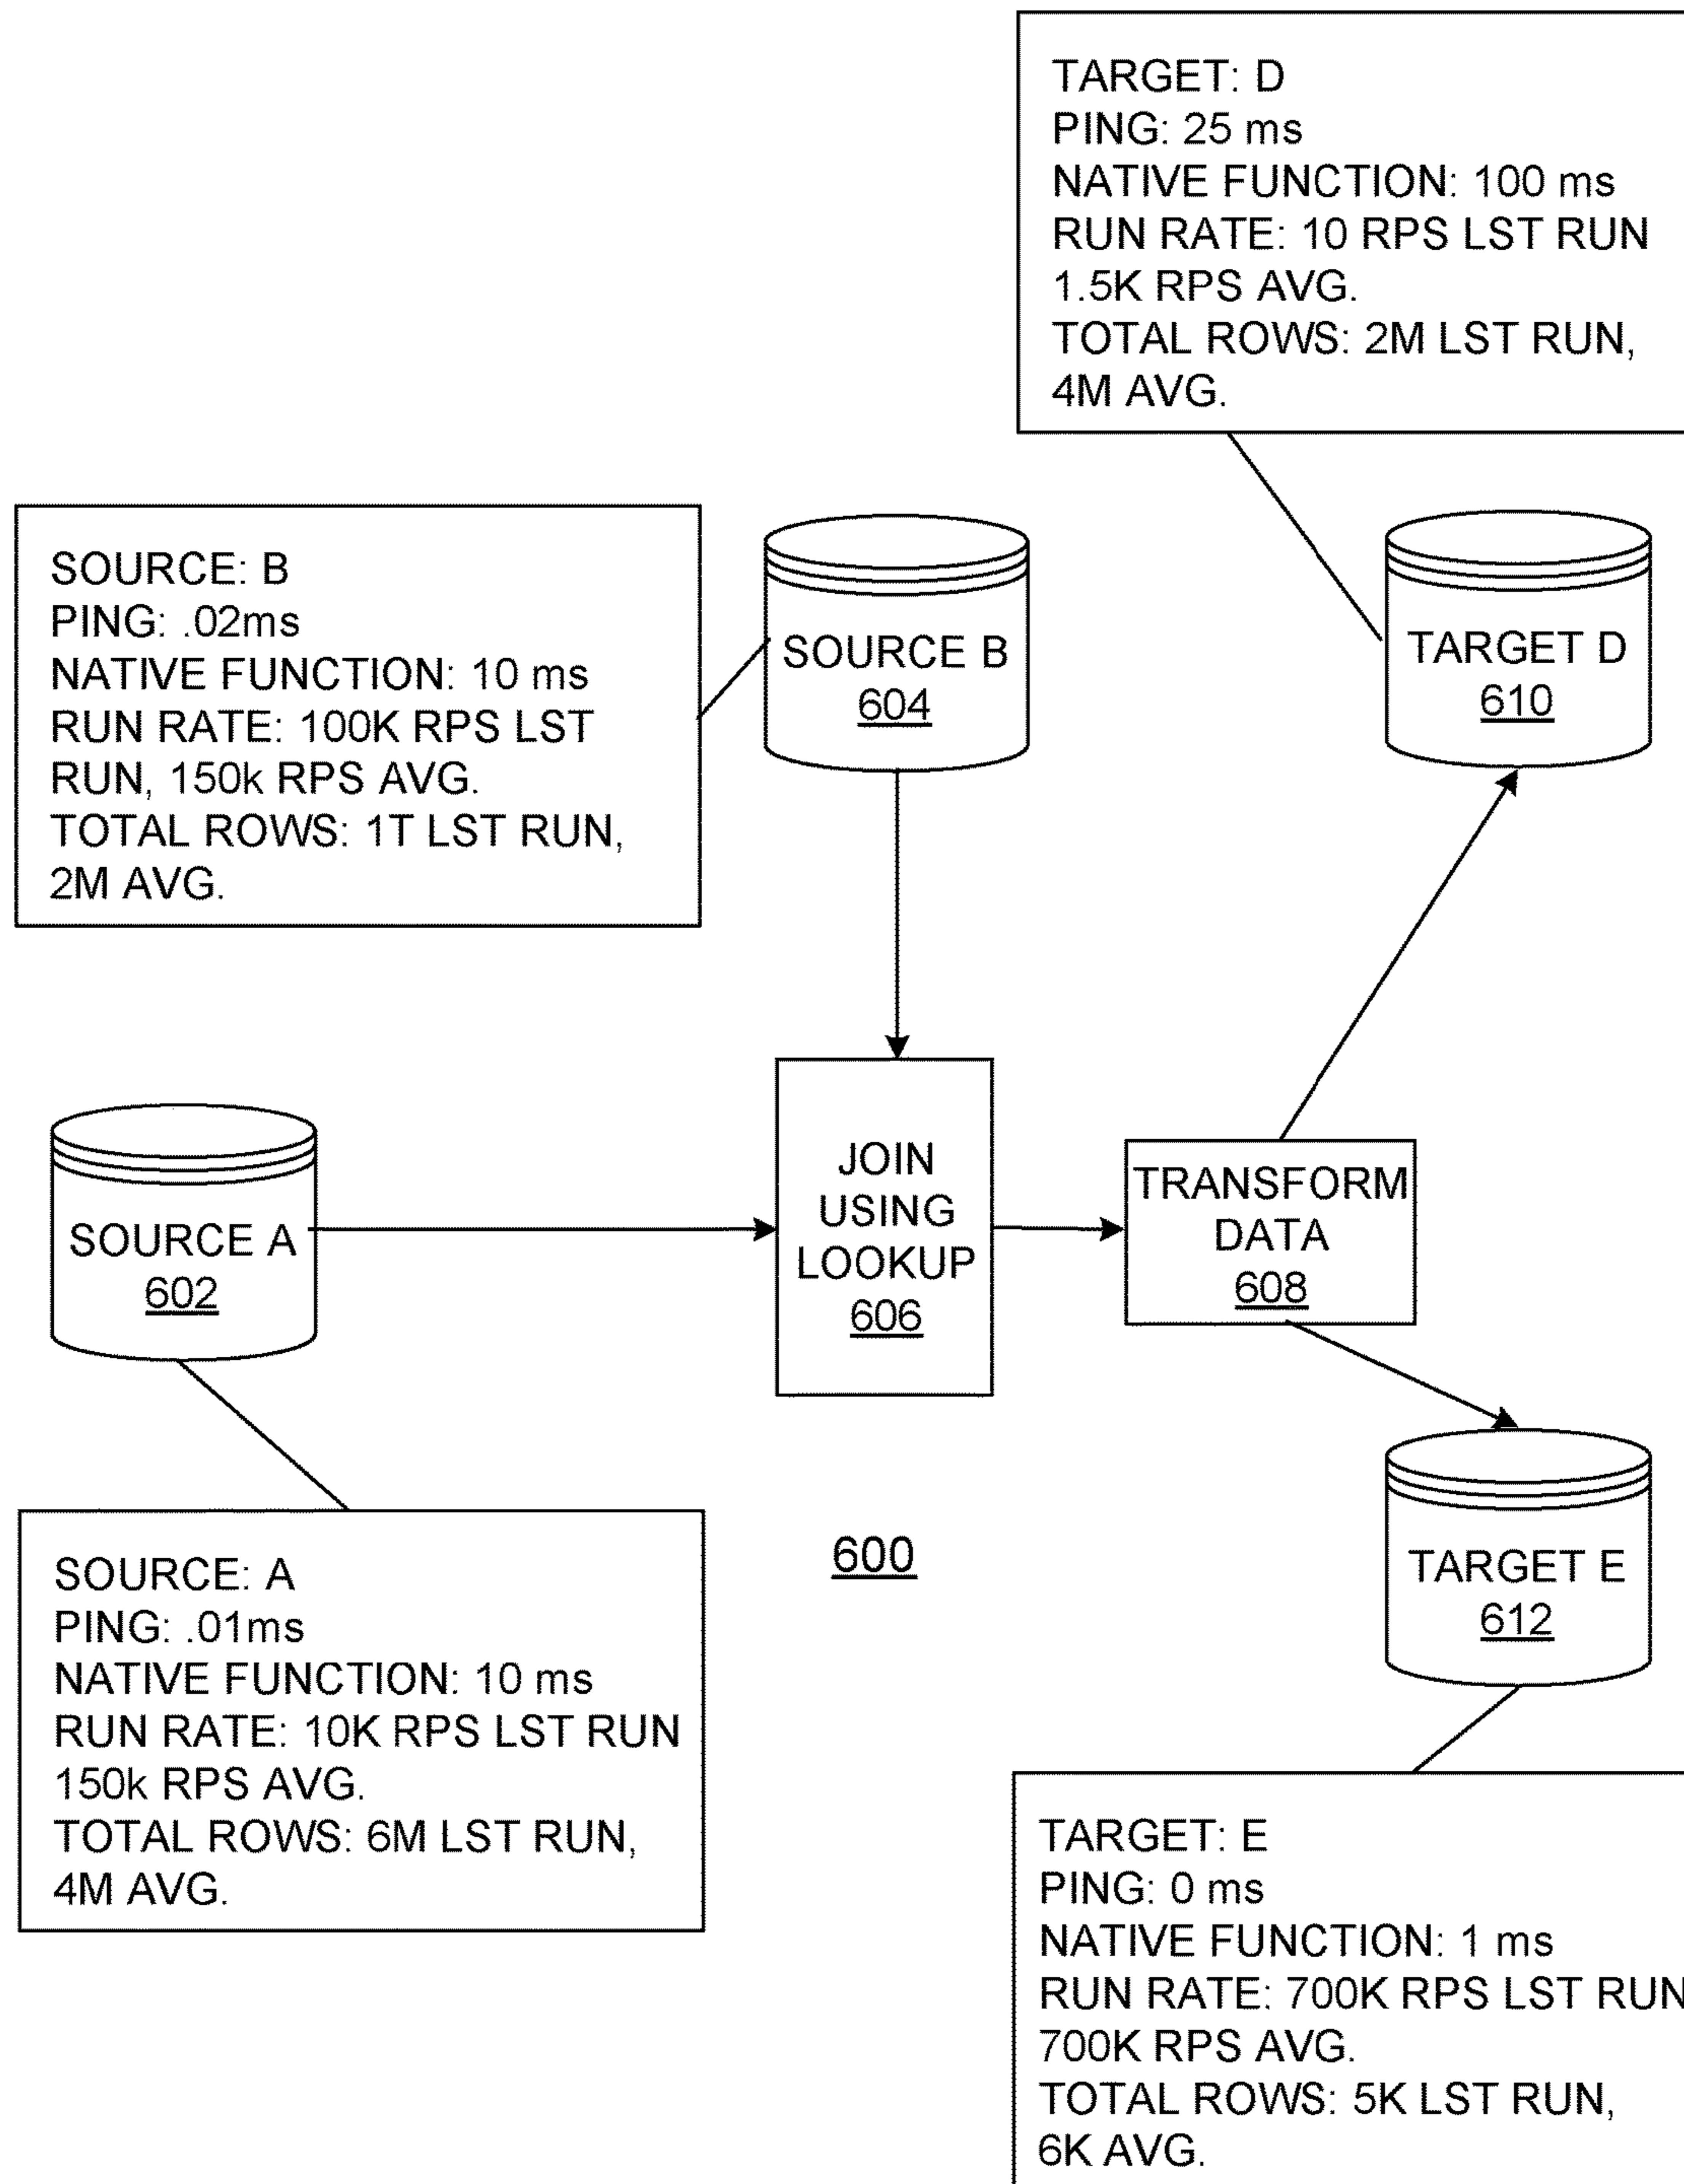 TARGET: D
PING: 25 ms
NATIVE FUNCTION: 100 ms
RUN RATE: 10 RPS LST RUN
1.5K RPS AVG.
TOTAL ROWS: 2M LST RUN,
4M AVG.
SOURCE: B
PING: .02ms
NATIVE FUNCTION: 10 ms
RUN RATE: 100K RPS LST
RUN, 150k RPS AVG.
TOTAL ROWS: 1T LST RUN,
2M AVG.
SOURCE B
604
TARGET D
610
SOURCE A
602
JOIN
USING
LOOKUP
606
TRANSFORM
DATA
608
600
TARGET E
612
SOURCE: A
PING: .01ms
NATIVE FUNCTION: 10 ms
RUN RATE: 10K RPS LST RUN
150k RPS AVG.
TOTAL ROWS: 6M LST RUN,
4M AVG.
TARGET: E
PING: 0 ms
NATIVE FUNCTION: 1 ms
RUN RATE: 700K RPS LST RUN
700K RPS AVG.
TOTAL ROWS: 5K LST RUN,
6K AVG.